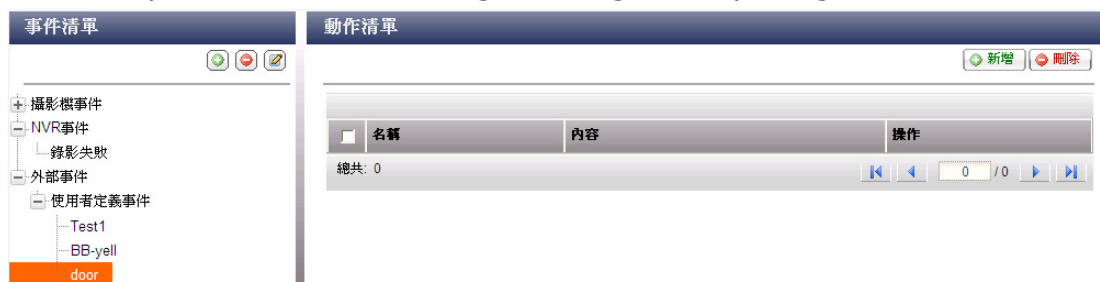 事件清單
攝影機事件
NVR事件
錄影失敗
外部事件
使用者定義事件
Test1
BB-yell
door
動作清單
新增 刪除
名稱 內容 操作
總共: 0 0 / 0